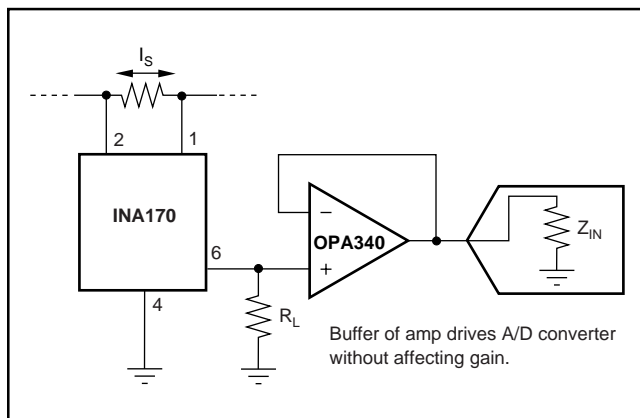 I_S
2
1
INA170
6
4
R_L
−
OPA340
+
Z_IN
Buffer of amp drives A/D converter
without affecting gain.